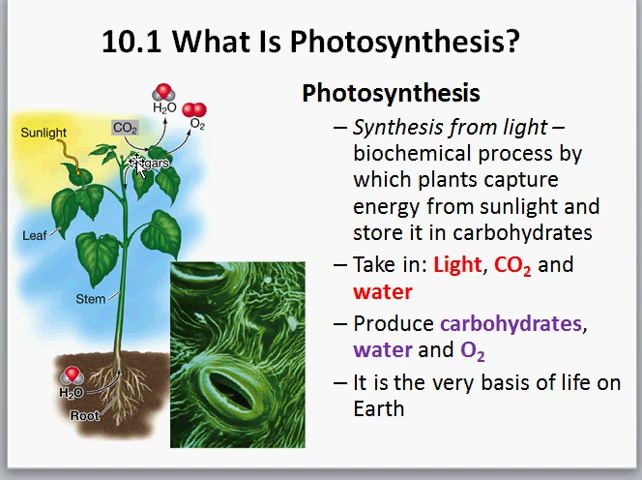 10.1 What Is Photosynthesis?
Photosynthesis
– Synthesis from light –
biochemical process by
which plants capture
energy from sunlight and
store it in carbohydrates
– Take in: Light, CO₂ and
water
– Produce carbohydrates,
water and O₂
– It is the very basis of life on
Earth
H₂O
CO₂
O₂
Sunlight
Leaf
Stem
H₂O
Root